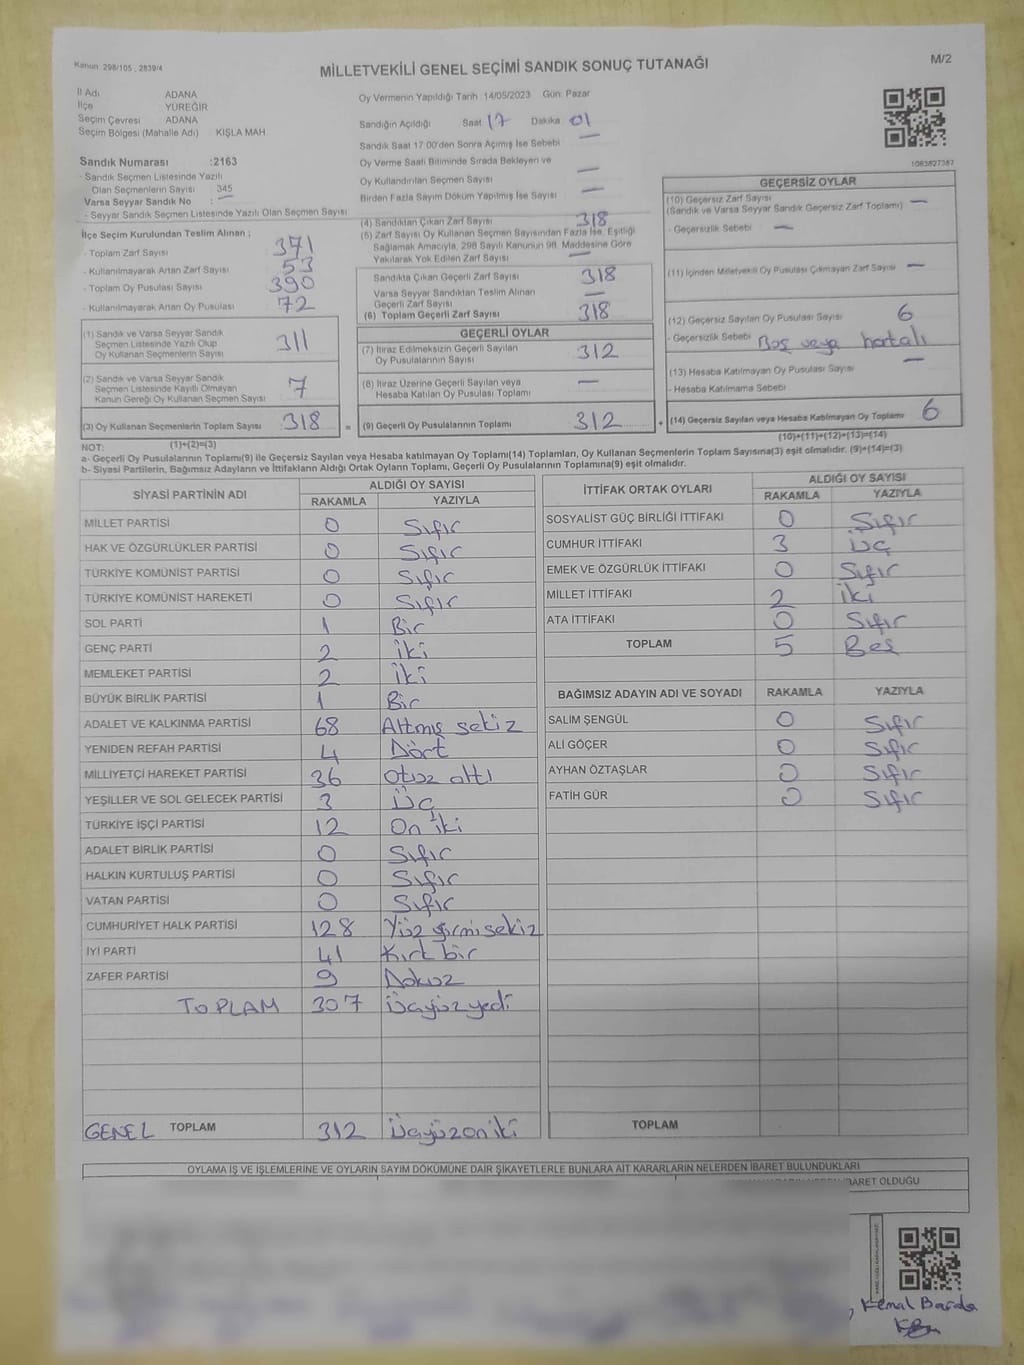 Kanun: 298/105 , 2839/4
MİLLETVEKİLİ GENEL SEÇİMİ SANDIK SONUÇ TUTANAĞI
M/2
İl Adı ADANA
İlçe YÜREĞİR
Seçim Çevresi ADANA
Seçim Bölgesi (Mahalle Adı) KIŞLA MAH.
Sandık Numarası :2163
- Sandık Seçmen Listesinde Yazılı
Olan Seçmenlerin Sayısı 345
Varsa Seyyar Sandık No : —
- Seyyar Sandık Seçmen Listesinde Yazılı Olan Seçmen Sayısı
İlçe Seçim Kurulundan Teslim Alınan ;
- Toplam Zarf Sayısı 371
- Kullanılmayarak Artan Zarf Sayısı 53
- Toplam Oy Pusulası Sayısı 390
- Kullanılmayarak Artan Oy Pusulası 72
(1) Sandık ve Varsa Seyyar Sandık
Seçmen Listesinde Yazılı Olup
Oy Kullanan Seçmenlerin Sayısı 311
(2) Sandık ve Varsa Seyyar Sandık
Seçmen Listesinde Kayıtlı Olmayan
Kanun Gereği Oy Kullanan Seçmen Sayısı 7
(3) Oy Kullanan Seçmenlerin Toplam Sayısı 318
Oy Vermenin Yapıldığı Tarih 14/05/2023 Gün: Pazar
Sandığın Açıldığı Saat 17 Dakika 01
Sandık Saat 17:00'den Sonra Açımış İse Sebebi —
Oy Verme Saati Bitiminde Sırada Bekleyen ve
Oy Kullandırılan Seçmen Sayısı —
Birden Fazla Sayım Döküm Yapılmış İse Sayısı —
(4) Sandıktan Çıkan Zarf Sayısı 318
(5) Zarf Sayısı Oy Kullanan Seçmen Sayısından Fazla İse, Eşitliği
Sağlamak Amacıyla, 298 Sayılı Kanunun 98. Maddesine Göre
Yakılarak Yok Edilen Zarf Sayısı —
Sandıkta Çıkan Geçerli Zarf Sayısı 318
Varsa Seyyar Sandıktan Teslim Alınan
Geçerli Zarf Sayısı —
(6) Toplam Geçerli Zarf Sayısı 318
GEÇERLİ OYLAR
(7) İtiraz Edilmeksizin Geçerli Sayılan
Oy Pusulalarının Sayısı 312
(8) İtiraz Üzerine Geçerli Sayılan veya
Hesaba Katılan Oy Pusulası Toplamı —
= (9) Geçerli Oy Pusulalarının Toplamı 312
1083827387
GEÇERSİZ OYLAR
(10) Geçersiz Zarf Sayısı
(Sandık ve Varsa Seyyar Sandık Geçersiz Zarf Toplamı) —
- Geçersizlik Sebebi —
(11) İçinden Milletvekili Oy Pusulası Çıkmayan Zarf Sayısı —
(12) Geçersiz Sayılan Oy Pusulası Sayısı 6
- Geçersizlik Sebebi Boş veya hatalı
(13) Hesaba Katılmayan Oy Pusulası Sayısı —
- Hesaba Katılmama Sebebi
+ (14) Geçersiz Sayılan veya Hesaba Katılmayan Oy Toplamı 6
NOT: (1)+(2)=(3)
(10)+(11)+(12)+(13)=(14)
a- Geçerli Oy Pusulalarının Toplamı(9) ile Geçersiz Sayılan veya Hesaba katılmayan Oy Toplamı(14) Toplamları, Oy Kullanan Seçmenlerin Toplam Sayısına(3) eşit olmalıdır. (9)+(14)=(3)
b- Siyasi Partilerin, Bağımsız Adayların ve İttifakların Aldığı Ortak Oyların Toplamı, Geçerli Oy Pusulalarının Toplamına(9) eşit olmalıdır.
SİYASİ PARTİNİN ADI ALDIĞI OY SAYISI
RAKAMLA YAZIYLA
MİLLET PARTİSİ 0 Sıfır
HAK VE ÖZGÜRLÜKLER PARTİSİ 0 Sıfır
TÜRKİYE KOMÜNİST PARTİSİ 0 Sıfır
TÜRKİYE KOMÜNİST HAREKETİ 0 Sıfır
SOL PARTİ 1 Bir
GENÇ PARTİ 2 iki
MEMLEKET PARTİSİ 2 iki
BÜYÜK BİRLİK PARTİSİ 1 Bir
ADALET VE KALKINMA PARTİSİ 68 Altmış sekiz
YENİDEN REFAH PARTİSİ 4 Dört
MİLLİYETÇİ HAREKET PARTİSİ 36 otuz altı
YEŞİLLER VE SOL GELECEK PARTİSİ 3 Üç
TÜRKİYE İŞÇİ PARTİSİ 12 On iki
ADALET BİRLİK PARTİSİ 0 Sıfır
HALKIN KURTULUŞ PARTİSİ 0 Sıfır
VATAN PARTİSİ 0 Sıfır
CUMHURİYET HALK PARTİSİ 128 Yüz yirmi sekiz
İYİ PARTİ 41 Kırk bir
ZAFER PARTİSİ 9 Dokuz
TOPLAM 307 Üçyüz yedi
GENEL TOPLAM 312 Üçyüzoniki
İTTİFAK ORTAK OYLARI ALDIĞI OY SAYISI
RAKAMLA YAZIYLA
SOSYALİST GÜÇ BİRLİĞİ İTTİFAKI 0 Sıfır
CUMHUR İTTİFAKI 3 Üç
EMEK VE ÖZGÜRLÜK İTTİFAKI 0 Sıfır
MİLLET İTTİFAKI 2 iki
ATA İTTİFAKI 0 Sıfır
TOPLAM 5 Beş
BAĞIMSIZ ADAYIN ADI VE SOYADI RAKAMLA YAZIYLA
SALİM ŞENGÜL 0 Sıfır
ALİ GÖÇER 0 Sıfır
AYHAN ÖZTAŞLAR 0 Sıfır
FATİH GÜR 0 Sıfır
TOPLAM
OYLAMA İŞ VE İŞLEMLERİNE VE OYLARIN SAYIM DÖKÜMÜNE DAİR ŞİKAYETLERLE BUNLARA AİT KARARLARIN NELERDEN İBARET BULUNDUKLARI
İBARET OLDUĞU
Kemal